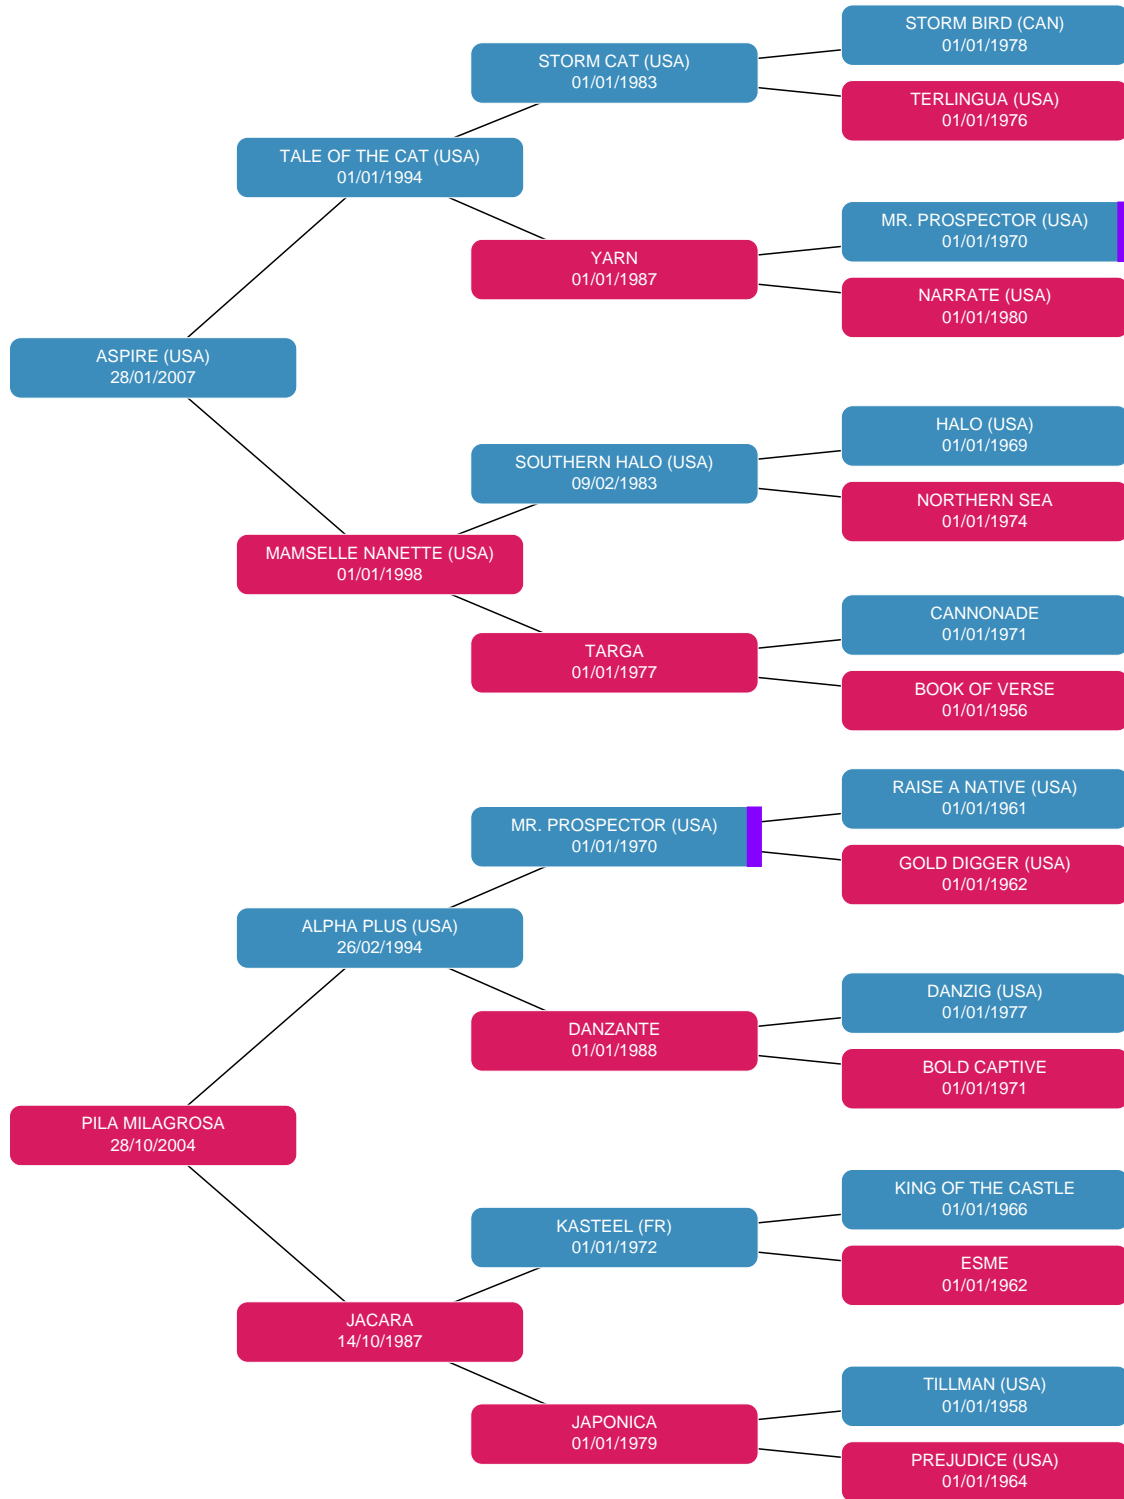 STORM BIRD (CAN)
01/01/1978
STORM CAT (USA)
01/01/1983
TERLINGUA (USA)
01/01/1976
TALE OF THE CAT (USA)
01/01/1994
MR. PROSPECTOR (USA)
01/01/1970
YARN
01/01/1987
NARRATE (USA)
01/01/1980
ASPIRE (USA)
28/01/2007
HALO (USA)
01/01/1969
SOUTHERN HALO (USA)
09/02/1983
NORTHERN SEA
01/01/1974
MAMSELLE NANETTE (USA)
01/01/1998
CANNONADE
01/01/1971
TARGA
01/01/1977
BOOK OF VERSE
01/01/1956
RAISE A NATIVE (USA)
01/01/1961
MR. PROSPECTOR (USA)
01/01/1970
GOLD DIGGER (USA)
01/01/1962
ALPHA PLUS (USA)
26/02/1994
DANZIG (USA)
01/01/1977
DANZANTE
01/01/1988
BOLD CAPTIVE
01/01/1971
PILA MILAGROSA
28/10/2004
KING OF THE CASTLE
01/01/1966
KASTEEL (FR)
01/01/1972
ESME
01/01/1962
JACARA
14/10/1987
TILLMAN (USA)
01/01/1958
JAPONICA
01/01/1979
PREJUDICE (USA)
01/01/1964